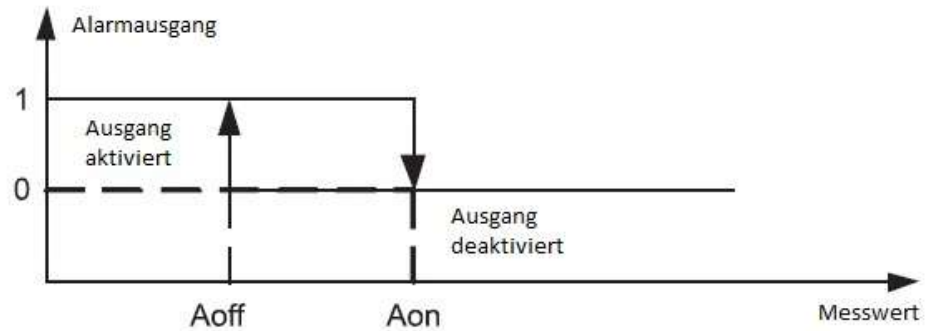 Alarmausgang
1
Ausgang
aktiviert
0
Ausgang
deaktiviert
Aoff
Aon
Messwert